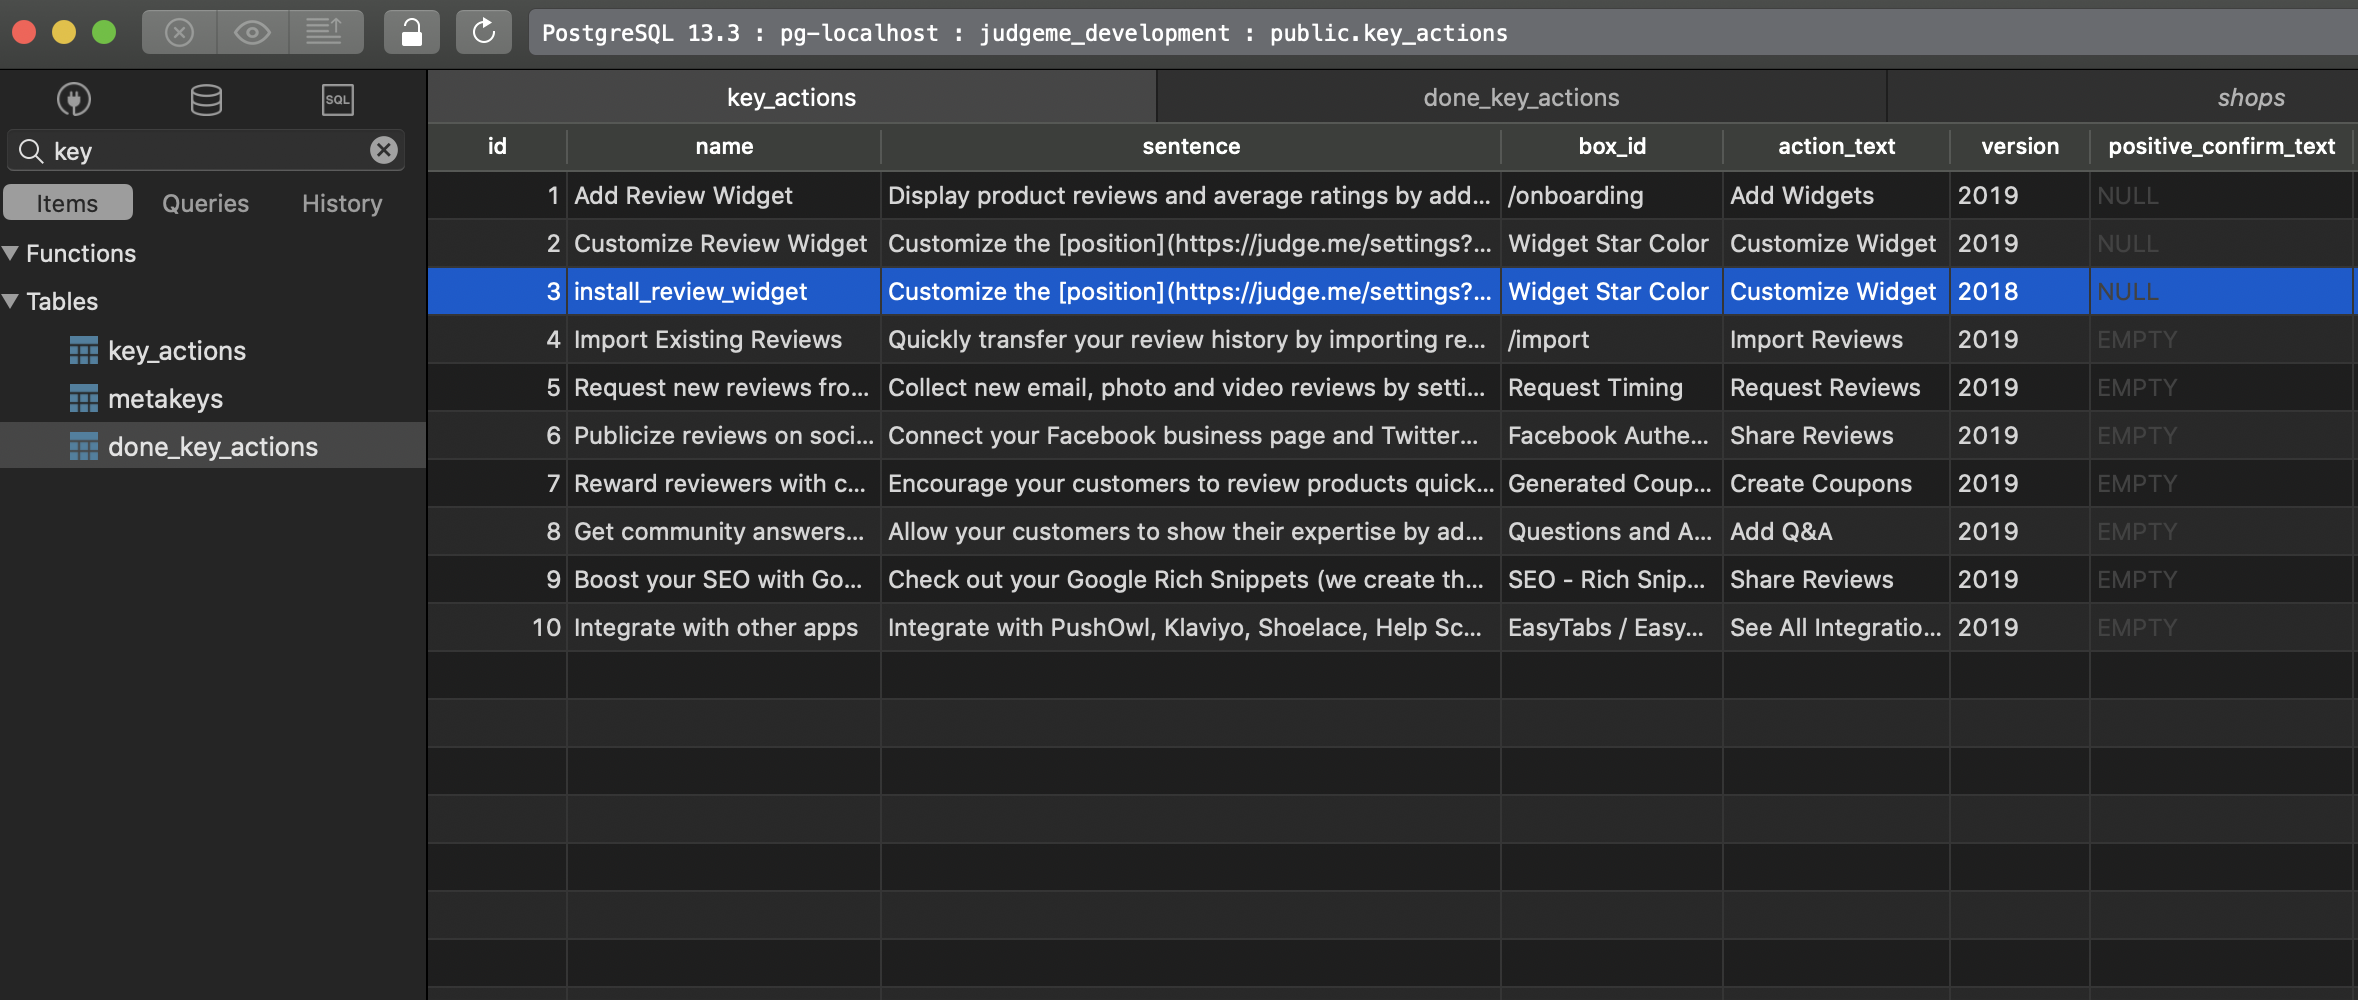 PostgreSQL 13.3 : pg-localhost : judgeme_development : public.key_actions
SQL
key
Items Queries History
Functions
Tables
key_actions
metakeys
done_key_actions
key_actions done_key_actions shops
id name sentence box_id action_text version positive_confirm_text
1 Add Review Widget Display product reviews and average ratings by add... /onboarding Add Widgets 2019 NULL
2 Customize Review Widget Customize the [position](https://judge.me/settings?... Widget Star Color Customize Widget 2019 NULL
3 install_review_widget Customize the [position](https://judge.me/settings?... Widget Star Color Customize Widget 2018 NULL
4 Import Existing Reviews Quickly transfer your review history by importing re... /import Import Reviews 2019 EMPTY
5 Request new reviews fro... Collect new email, photo and video reviews by setti... Request Timing Request Reviews 2019 EMPTY
6 Publicize reviews on soci... Connect your Facebook business page and Twitter... Facebook Authe... Share Reviews 2019 EMPTY
7 Reward reviewers with c... Encourage your customers to review products quick... Generated Coup... Create Coupons 2019 EMPTY
8 Get community answers... Allow your customers to show their expertise by ad... Questions and A... Add Q&A 2019 EMPTY
9 Boost your SEO with Go... Check out your Google Rich Snippets (we create th... SEO - Rich Snip... Share Reviews 2019 EMPTY
10 Integrate with other apps Integrate with PushOwl, Klaviyo, Shoelace, Help Sc... EasyTabs / Easy... See All Integratio... 2019 EMPTY